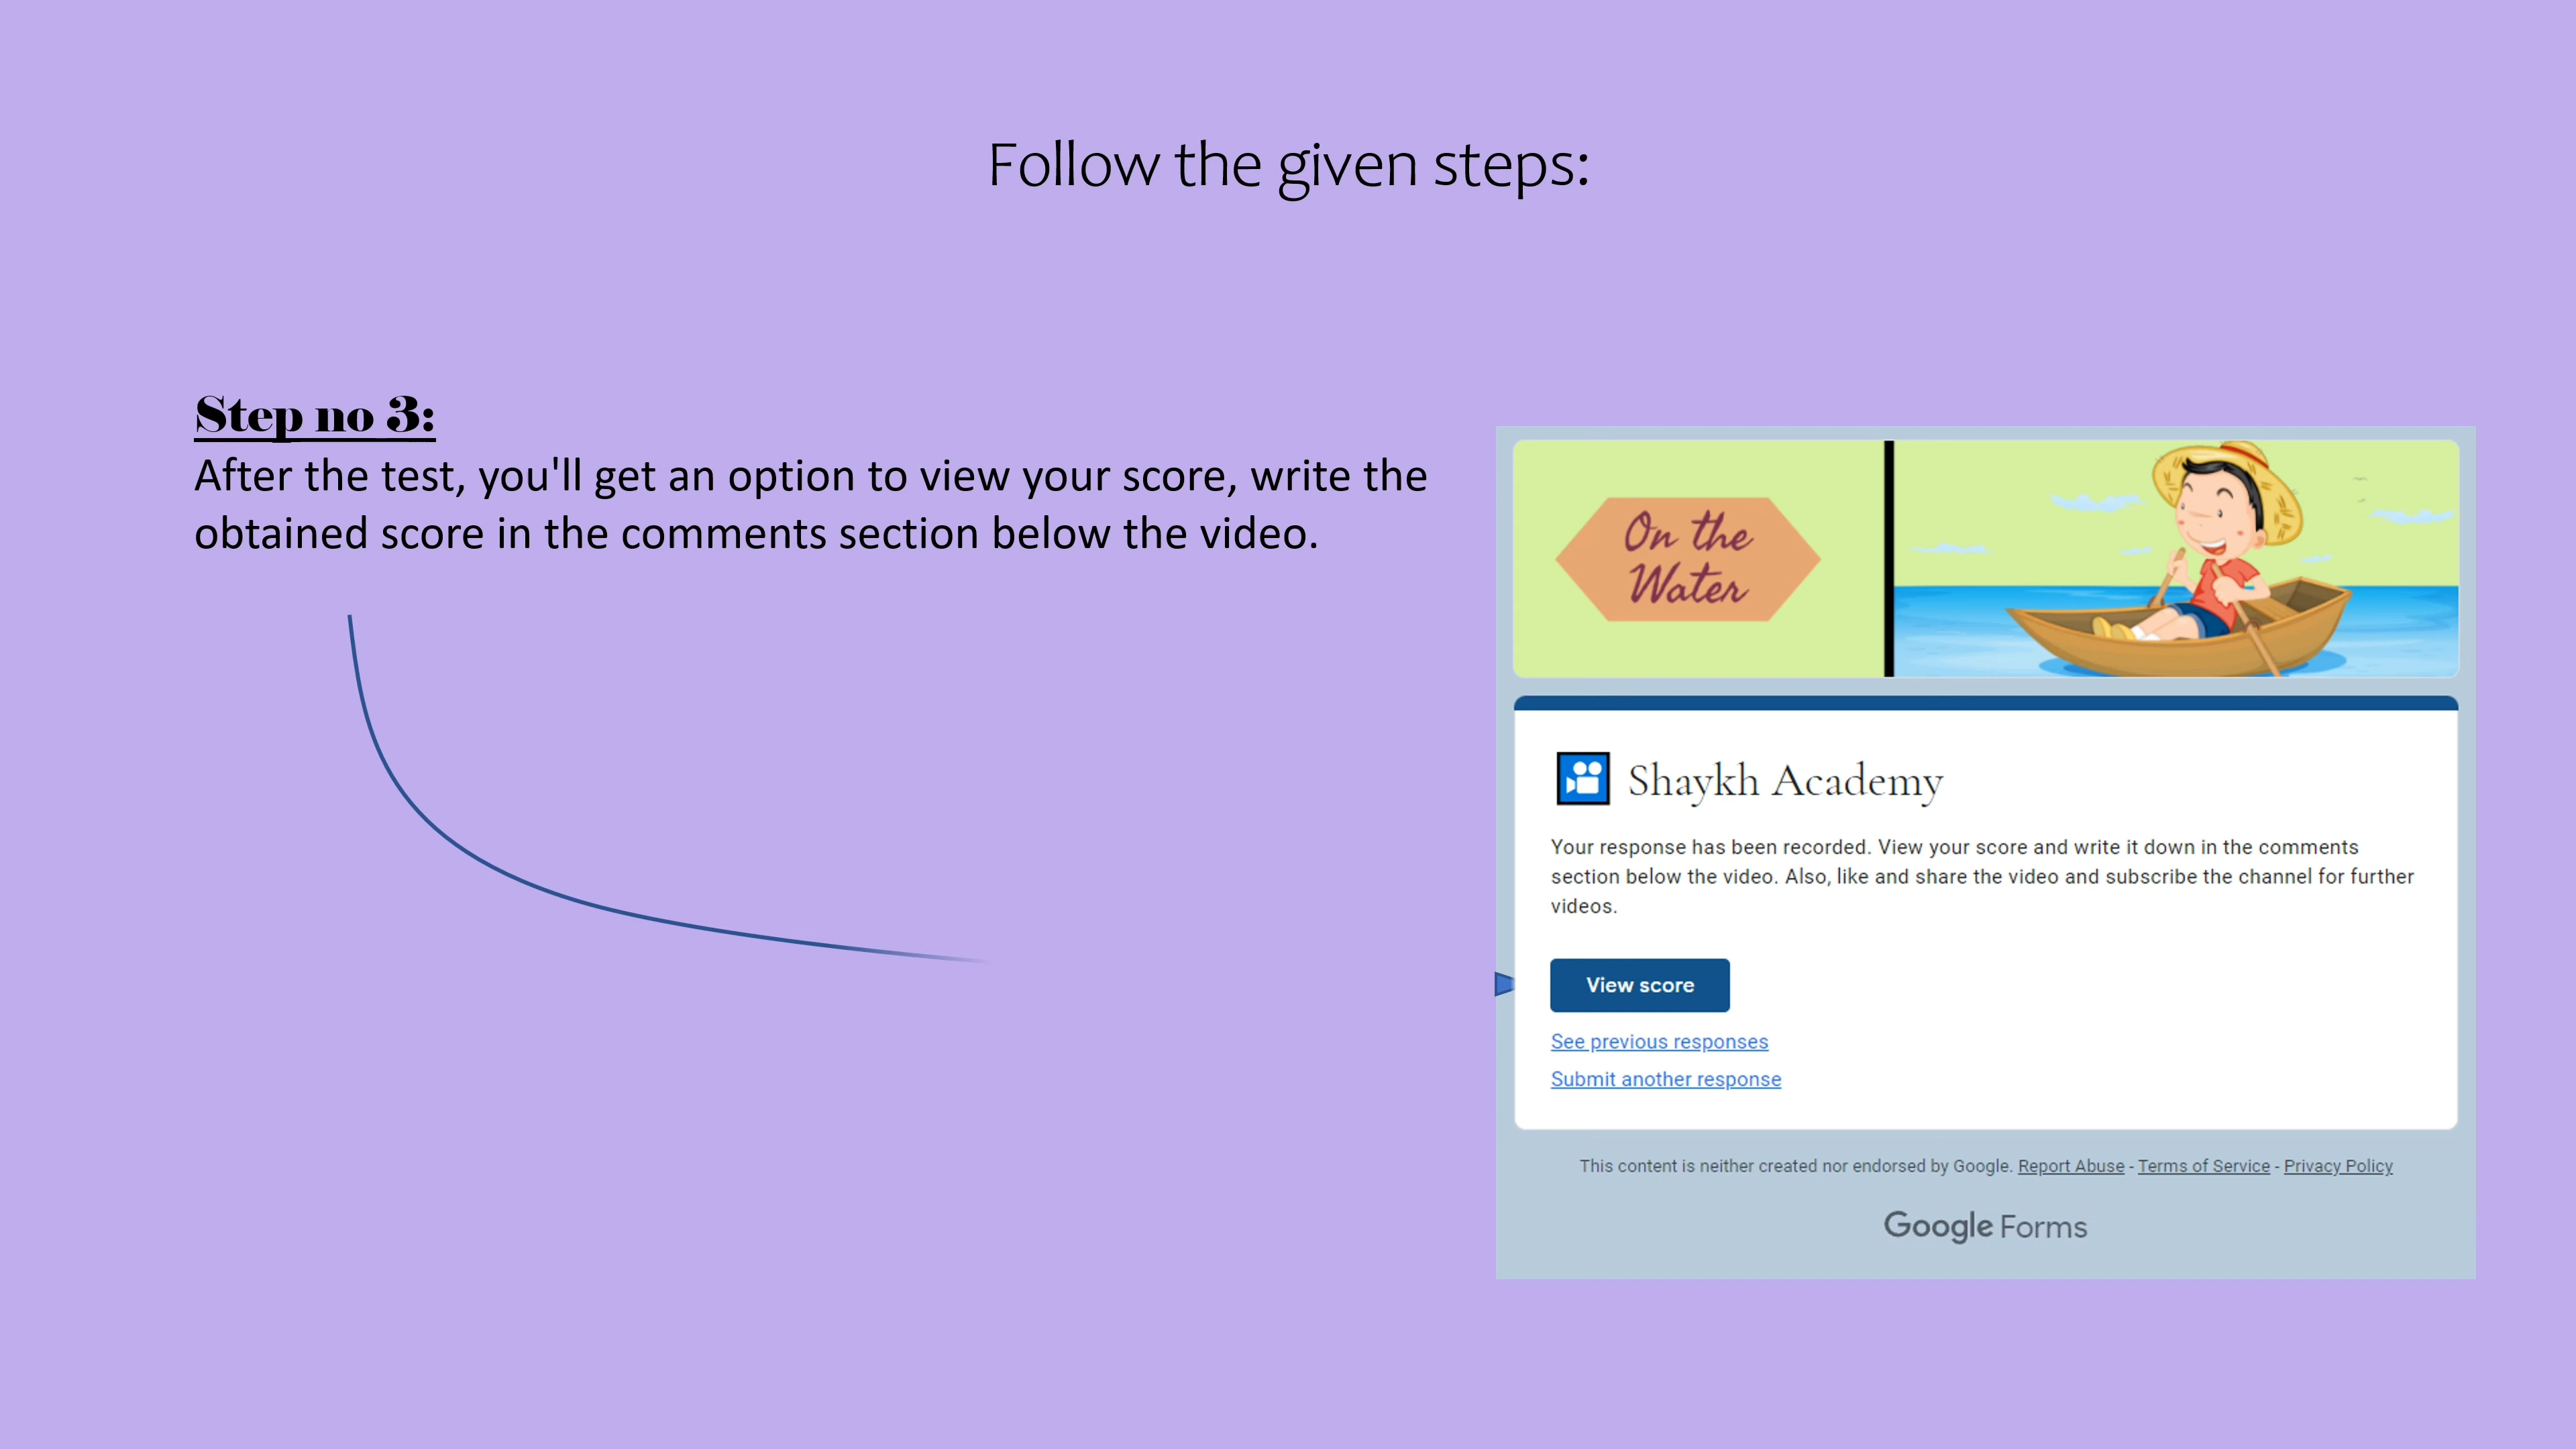 Follow the given steps:
Step no 3:
After the test, you'll get an option to view your score, write the
obtained score in the comments section below the video.
On the
Water
Shaykh Academy
Your response has been recorded. View your score and write it down in the comments
section below the video. Also, like and share the video and subscribe the channel for further
videos.
View score
See previous responses
Submit another response
This content is neither created nor endorsed by Google. Report Abuse - Terms of Service - Privacy Policy
Google Forms